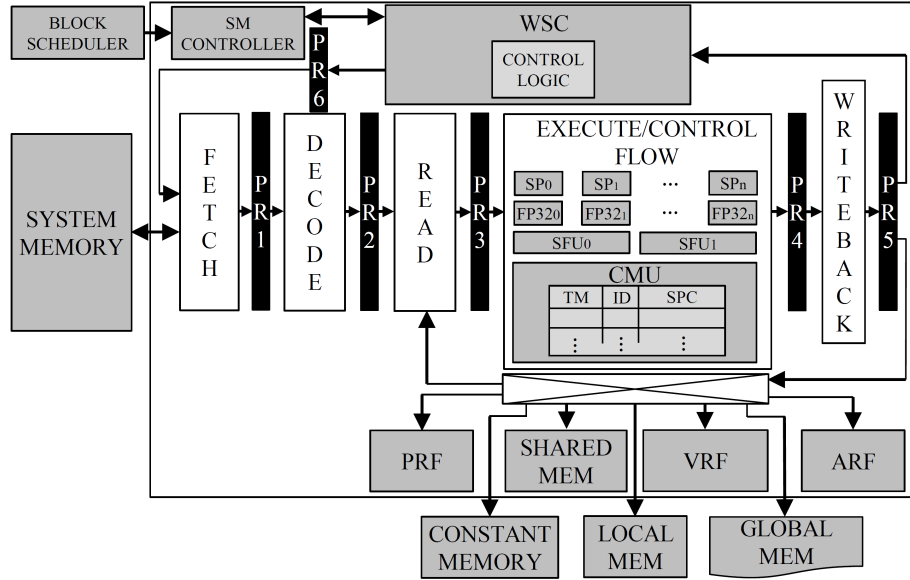 BLOCK
SCHEDULER
SM
CONTROLLER
WSC
CONTROL
LOGIC
PR6
SYSTEM
MEMORY
FETCH
PR1
DECODE
PR2
READ
PR3
EXECUTE/CONTROL
FLOW
SP0 SP1 ... SPn
FP320 FP321 ... FP32n
SFU0 SFU1
CMU
TM ID SPC
⋮ ⋮ ⋮
PR4
WRITEBACK
PR5
PRF
SHARED
MEM
VRF
ARF
CONSTANT
MEMORY
LOCAL
MEM
GLOBAL
MEM